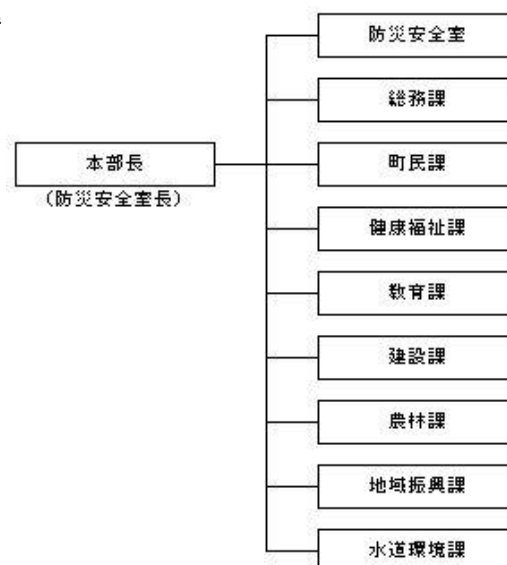 防災安全室
総務課
本部長
町民課
(防災安全室長)
健康福祉課
教育課
建設課
農林課
地域振興課
水道環境課